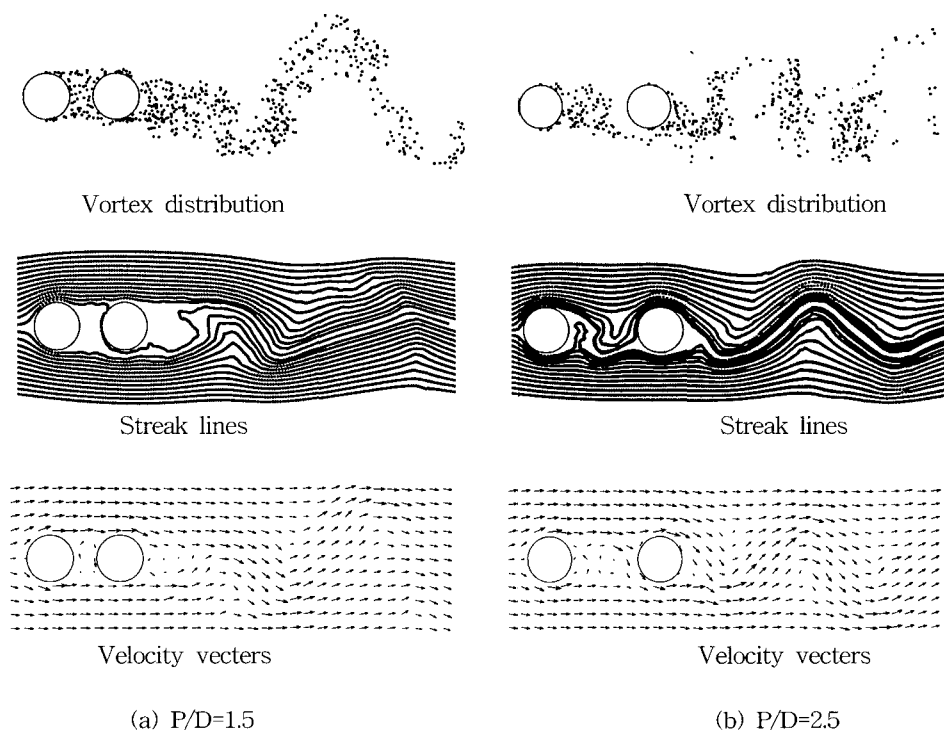 Vortex distribution
Vortex distribution
Streak lines
Streak lines
Velocity vecters
Velocity vecters
(a) P/D=1.5
(b) P/D=2.5